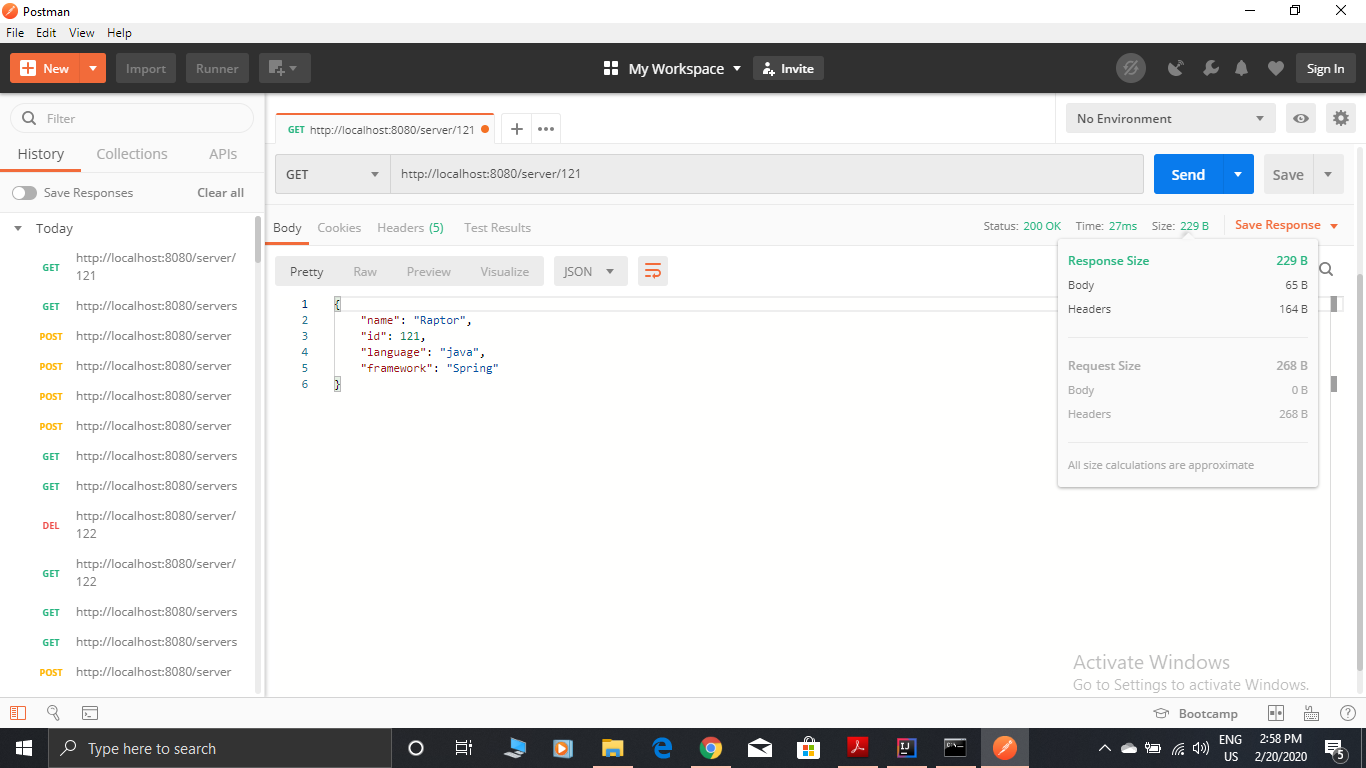 Postman
File Edit View Help
New Import Runner My Workspace Invite Sign In
Filter
History Collections APIs
Save Responses Clear all
Today
GET http://localhost:8080/server/
121
GET http://localhost:8080/servers
POST http://localhost:8080/server
POST http://localhost:8080/server
POST http://localhost:8080/server
POST http://localhost:8080/server
GET http://localhost:8080/servers
GET http://localhost:8080/servers
DEL http://localhost:8080/server/
122
GET http://localhost:8080/server/
122
GET http://localhost:8080/servers
GET http://localhost:8080/servers
POST http://localhost:8080/server
GET http://localhost:8080/server/121
No Environment
GET http://localhost:8080/server/121 Send Save
Body Cookies Headers (5) Test Results Status: 200 OK Time: 27ms Size: 229 B Save Response
Pretty Raw Preview Visualize JSON
1 {
2 "name": "Raptor",
3 "id": 121,
4 "language": "java",
5 "framework": "Spring"
6 }
Response Size 229 B
Body 65 B
Headers 164 B
Request Size 268 B
Body 0 B
Headers 268 B
All size calculations are approximate
Activate Windows
Go to Settings to activate Windows.
Bootcamp
Type here to search
ENG
US
2:58 PM
2/20/2020
5